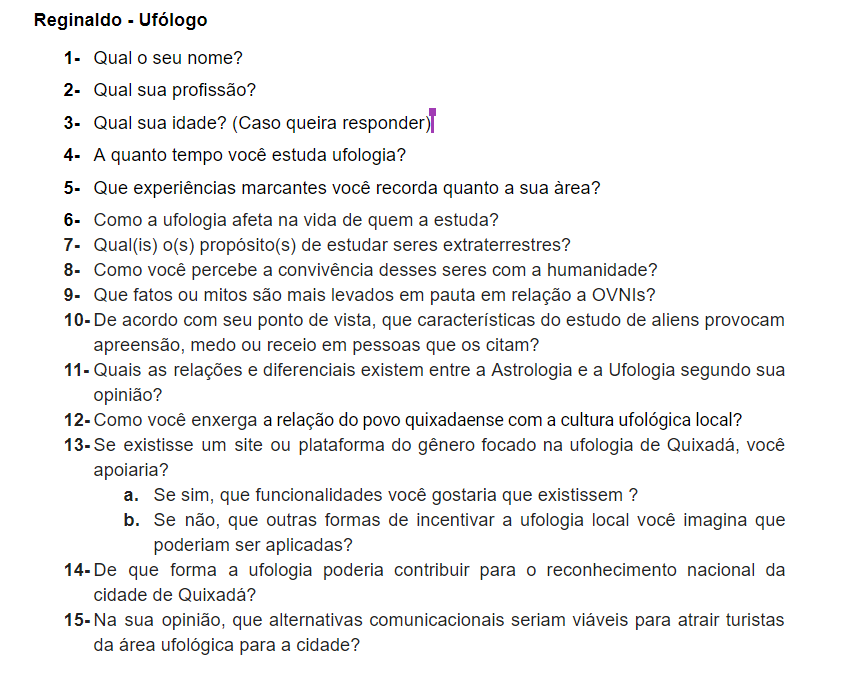 Reginaldo - Ufólogo
1- Qual o seu nome?
2- Qual sua profissão?
3- Qual sua idade? (Caso queira responder)
4- A quanto tempo você estuda ufologia?
5- Que experiências marcantes você recorda quanto a sua àrea?
6- Como a ufologia afeta na vida de quem a estuda?
7- Qual(is) o(s) propósito(s) de estudar seres extraterrestres?
8- Como você percebe a convivência desses seres com a humanidade?
9- Que fatos ou mitos são mais levados em pauta em relação a OVNIs?
10- De acordo com seu ponto de vista, que características do estudo de aliens provocam
apreensão, medo ou receio em pessoas que os citam?
11- Quais as relações e diferenciais existem entre a Astrologia e a Ufologia segundo sua
opinião?
12- Como você enxerga a relação do povo quixadaense com a cultura ufológica local?
13- Se existisse um site ou plataforma do gênero focado na ufologia de Quixadá, você
apoiaria?
a. Se sim, que funcionalidades você gostaria que existissem ?
b. Se não, que outras formas de incentivar a ufologia local você imagina que
poderiam ser aplicadas?
14- De que forma a ufologia poderia contribuir para o reconhecimento nacional da
cidade de Quixadá?
15- Na sua opinião, que alternativas comunicacionais seriam viáveis para atrair turistas
da área ufológica para a cidade?